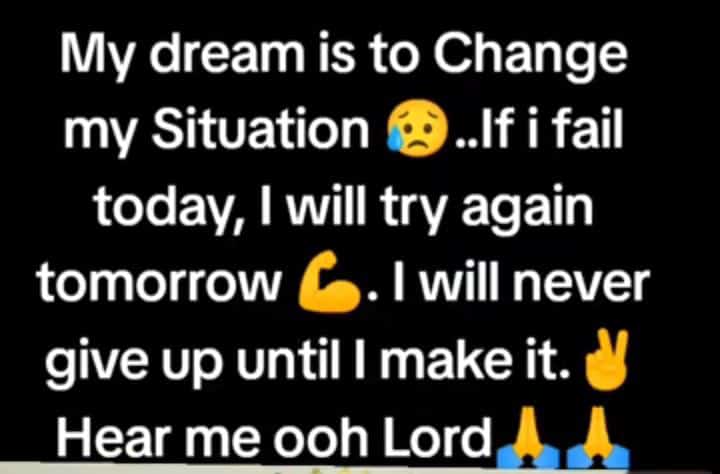 My dream is to Change
my Situation 😥..If i fail
today, I will try again
tomorrow 💪. I will never
give up until I make it.✌️
Hear me ooh Lord🙏🙏